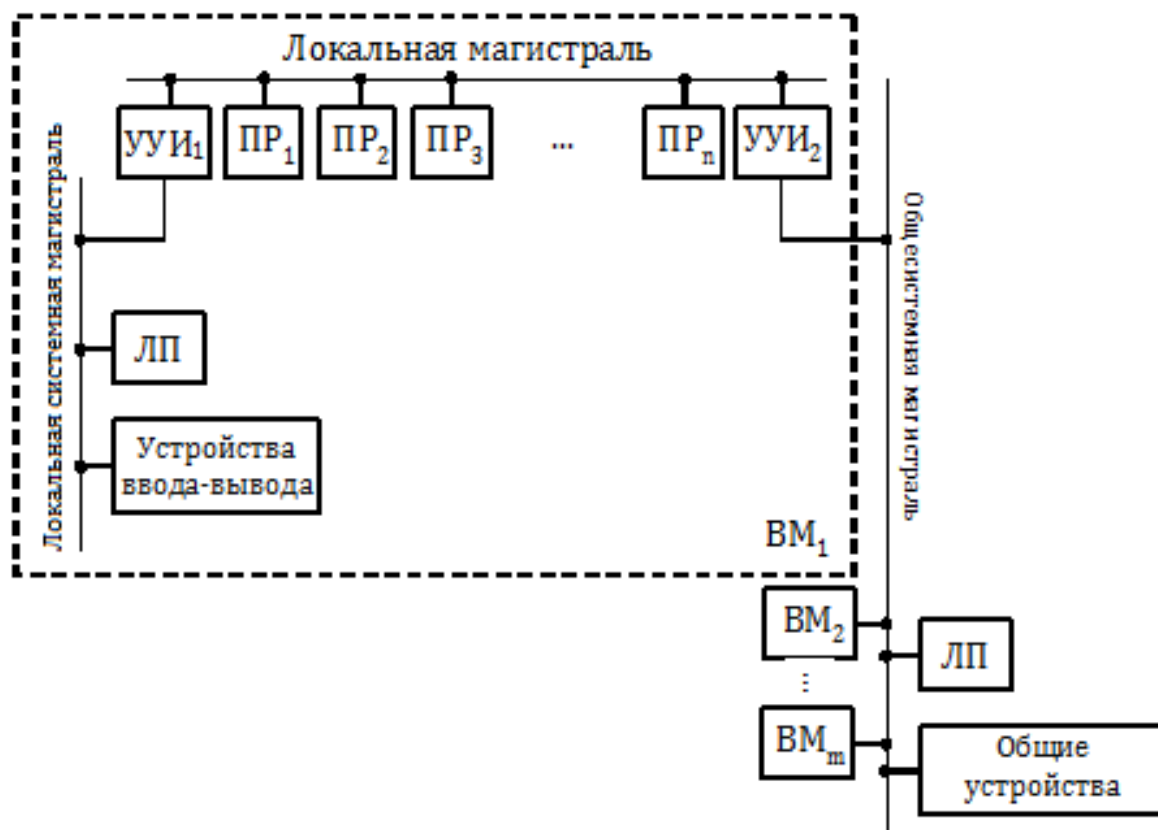 Локальная магистраль
УУИ₁ ПР₁ ПР₂ ПР₃ ... ПРₙ УУИ₂
Локальная системная магистраль
Общесистемная магистраль
ЛП
Устройства
ввода-вывода
ВМ₁
ВМ₂
ЛП
...
ВМₘ
Общие
устройства